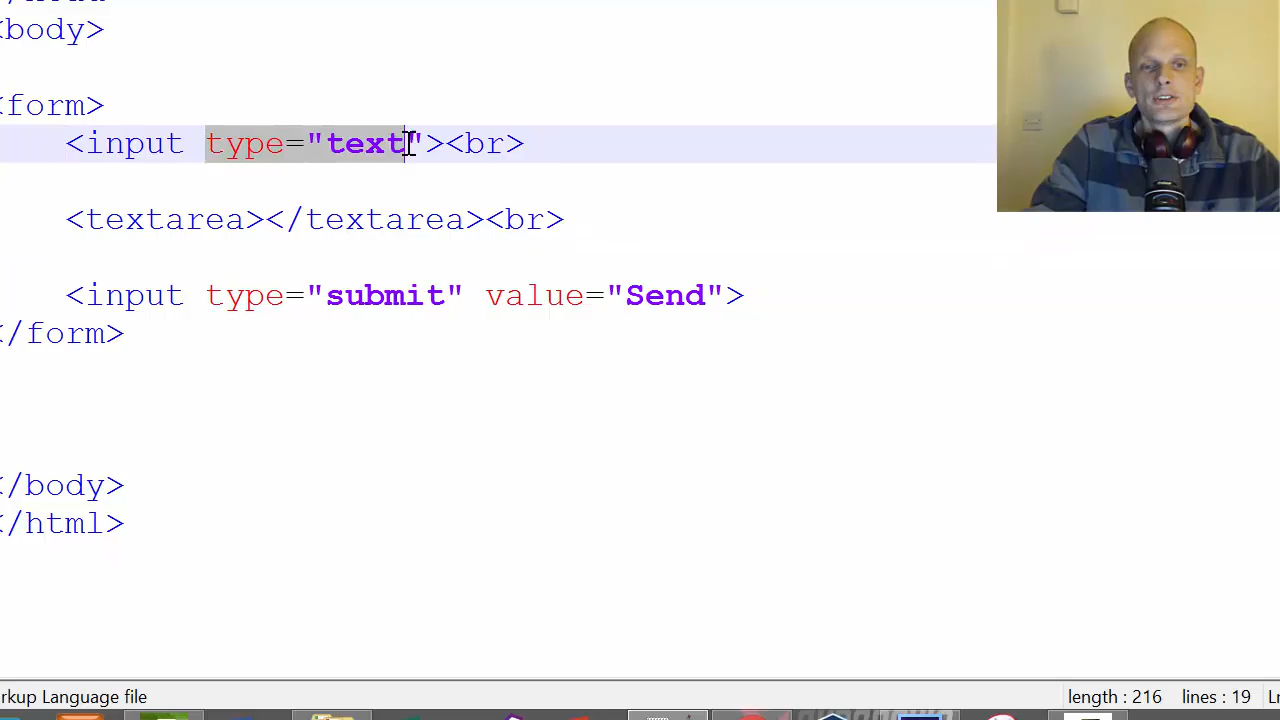 <body>
<form>
<input type="text"><br>
<textarea></textarea><br>
<input type="submit" value="Send">
</form>
</body>
</html>
rkup Language file
length : 216 lines : 19 Ln